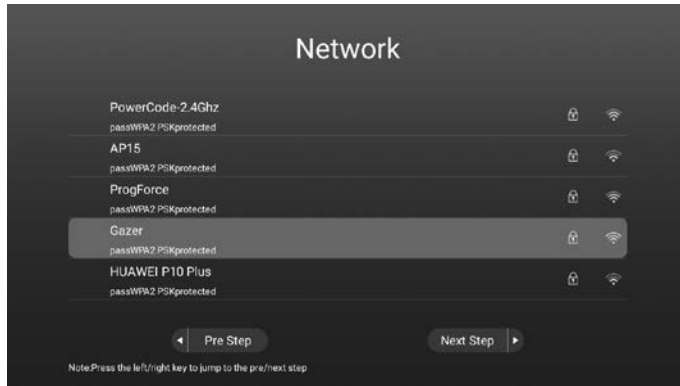 Network
PowerCode-2.4Ghz
passWPA2 PSKprotected
AP15
passWPA2 PSKprotected
ProgForce
passWPA2 PSKprotected
Gazer
passWPA2 PSKprotected
HUAWEI P10 Plus
passWPA2 PSKprotected
Pre Step
Next Step
Note:Press the left/right key to jump to the pre/next step